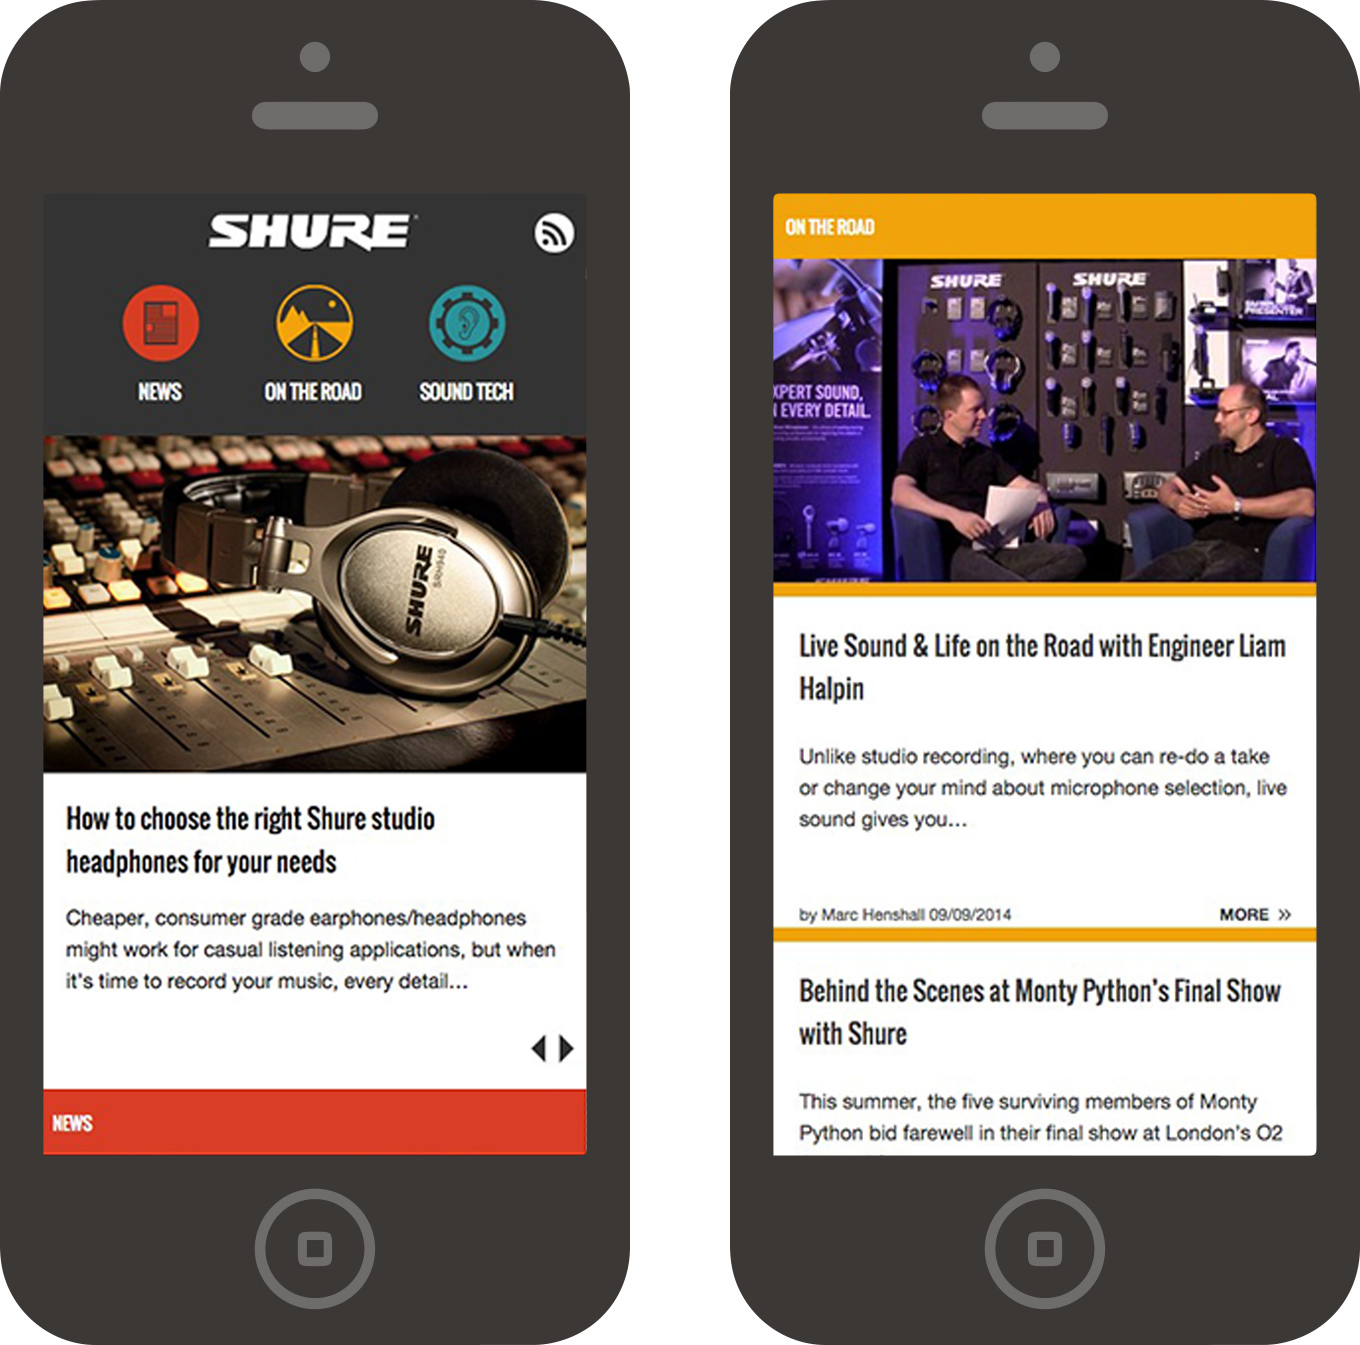 SHURE
NEWS
ON THE ROAD
SOUND TECH
SHURE
SRH940
How to choose the right Shure studio
headphones for your needs
Cheaper, consumer grade earphones/headphones
might work for casual listening applications, but when
it's time to record your music, every detail...
NEWS
ON THE ROAD
SHURE
SHURE
PRESENTER
XPERT SOUND,
EVERY DETAIL.
Live Sound & Life on the Road with Engineer Liam
Halpin
Unlike studio recording, where you can re-do a take
or change your mind about microphone selection, live
sound gives you...
by Marc Henshall 09/09/2014
MORE »
Behind the Scenes at Monty Python's Final Show
with Shure
This summer, the five surviving members of Monty
Python bid farewell in their final show at London's O2